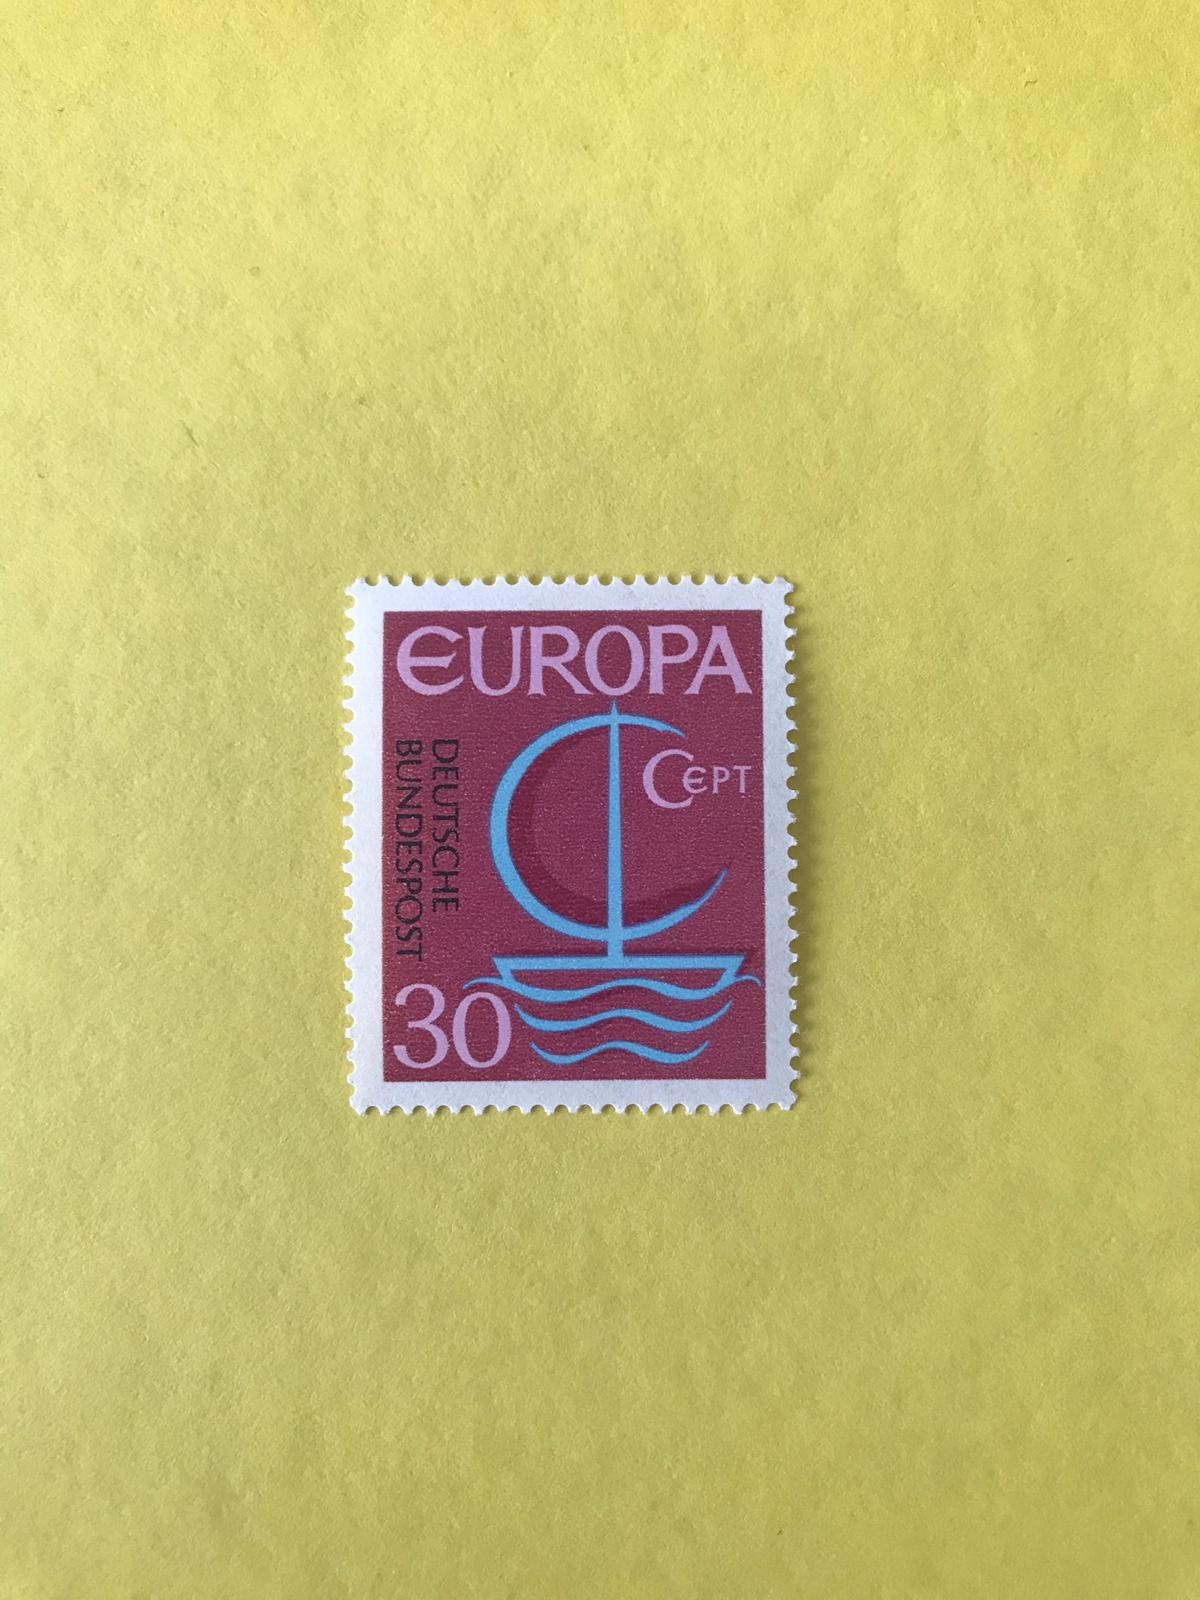 EUROPA
CEPT
DEUTSCHE
BUNDESPOST
30